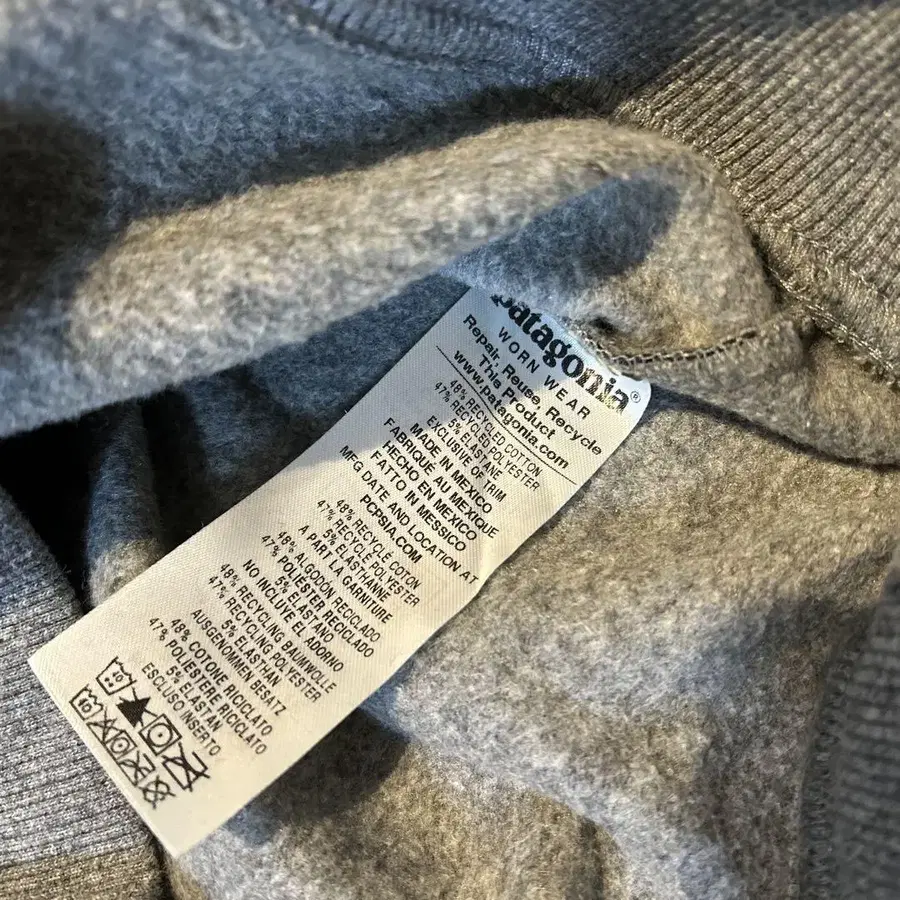 patagonia®
WORN WEAR
Repair, Reuse, Recycle
This Product
www.patagonia.com
48% RECYCLED COTTON
47% RECYCLED POLYESTER
5% ELASTANE
EXCLUSIVE OF TRIM
MADE IN MEXICO
FABRIQUÉ AU MEXIQUE
HECHO EN MEXICO
FATTO IN MESSICO
MFG DATE AND LOCATION AT
PCPSIA.COM
48% RECYCLE COTON
47% RECYCLE POLYESTER
5% ELASTHANNE
A PART LA GARNITURE
48% ALGODON RECICLADO
47% POLIÉSTER RECICLADO
5% ELASTANO
NO INCLUYE EL ADORNO
48% RECYCLING BAUMWOLLE
47% RECYCLING POLYESTER
5% ELASTHAN
AUSGENOMMEN BESATZ
48% COTONE RICICLATO
47% POLIESTERE RICICLATO
5% ELASTAN
ESCLUSO INSERTO